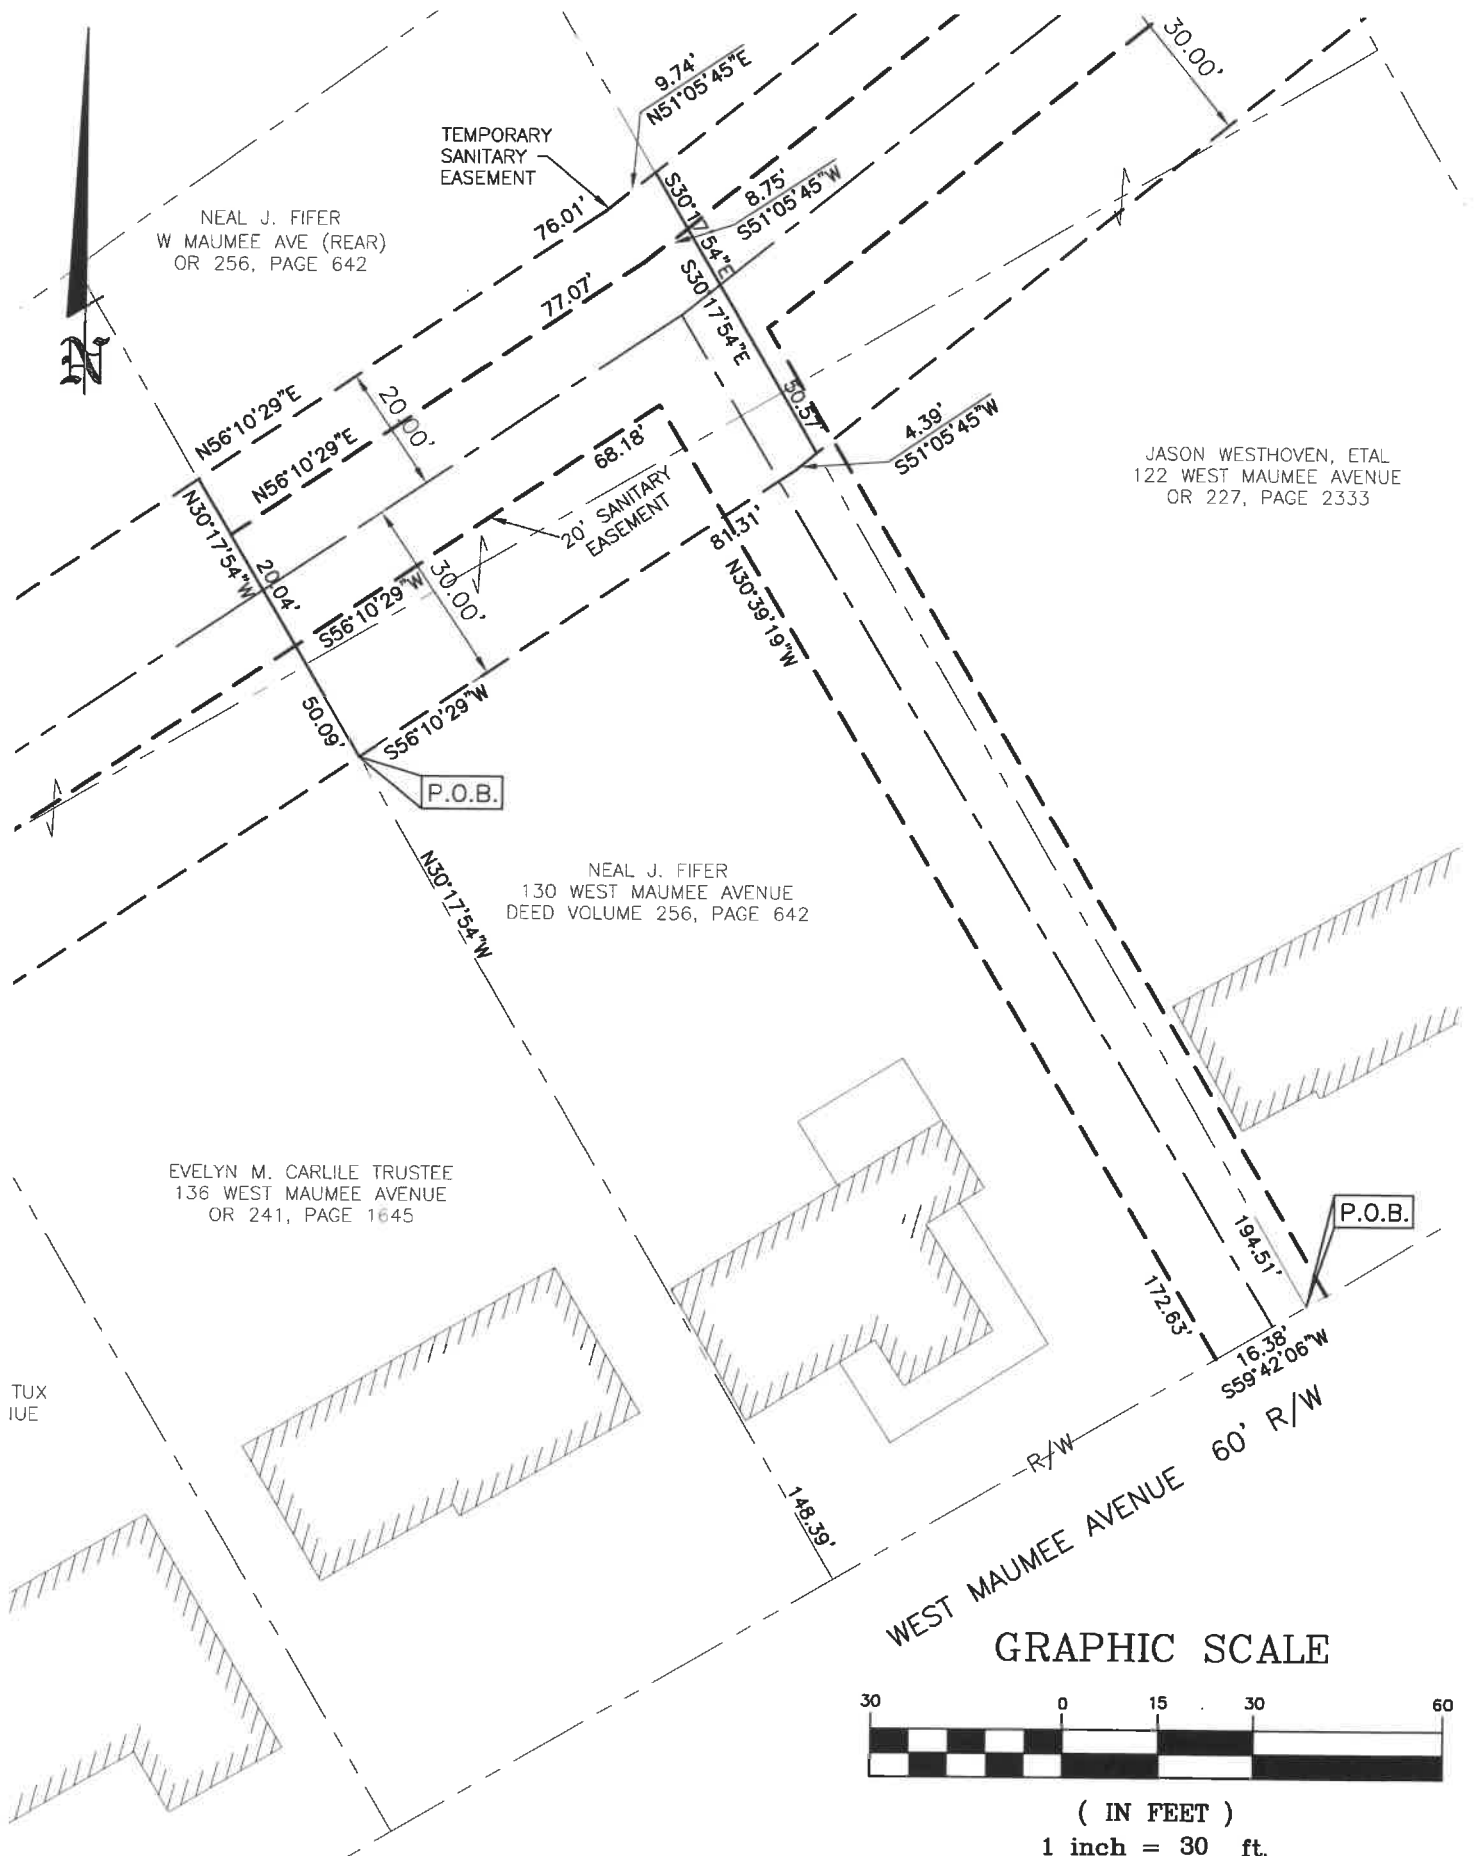 30.00'
9.74'
N51°05'45"E
TEMPORARY
SANITARY
EASEMENT
8.75'
S51°05'45"W
NEAL J. FIFER
W MAUMEE AVE (REAR)
OR 256, PAGE 642
76.01'
S30°17'54"E
77.07'
S30°17'54"E
N
N56°10'29"E
20.00'
50.57'
N56°10'29"E
68.18'
4.39'
S51°05'45"W
JASON WESTHOVEN, ETAL
122 WEST MAUMEE AVENUE
OR 227, PAGE 2333
N30°17'54"W
20' SANITARY
EASEMENT
81.31'
20.04'
S56°10'29"W
30.00'
N30°39'19"W
50.09'
S56°10'29"W
P.O.B.
N30°17'54"W
NEAL J. FIFER
130 WEST MAUMEE AVENUE
DEED VOLUME 256, PAGE 642
EVELYN M. CARLILE TRUSTEE
136 WEST MAUMEE AVENUE
OR 241, PAGE 1645
P.O.B.
194.51'
172.63'
16.38'
S59°42'06"W
TUX
IUE
R/W
WEST MAUMEE AVENUE 60' R/W
148.39'
GRAPHIC SCALE
30 0 15 30 60
( IN FEET )
1 inch = 30 ft.